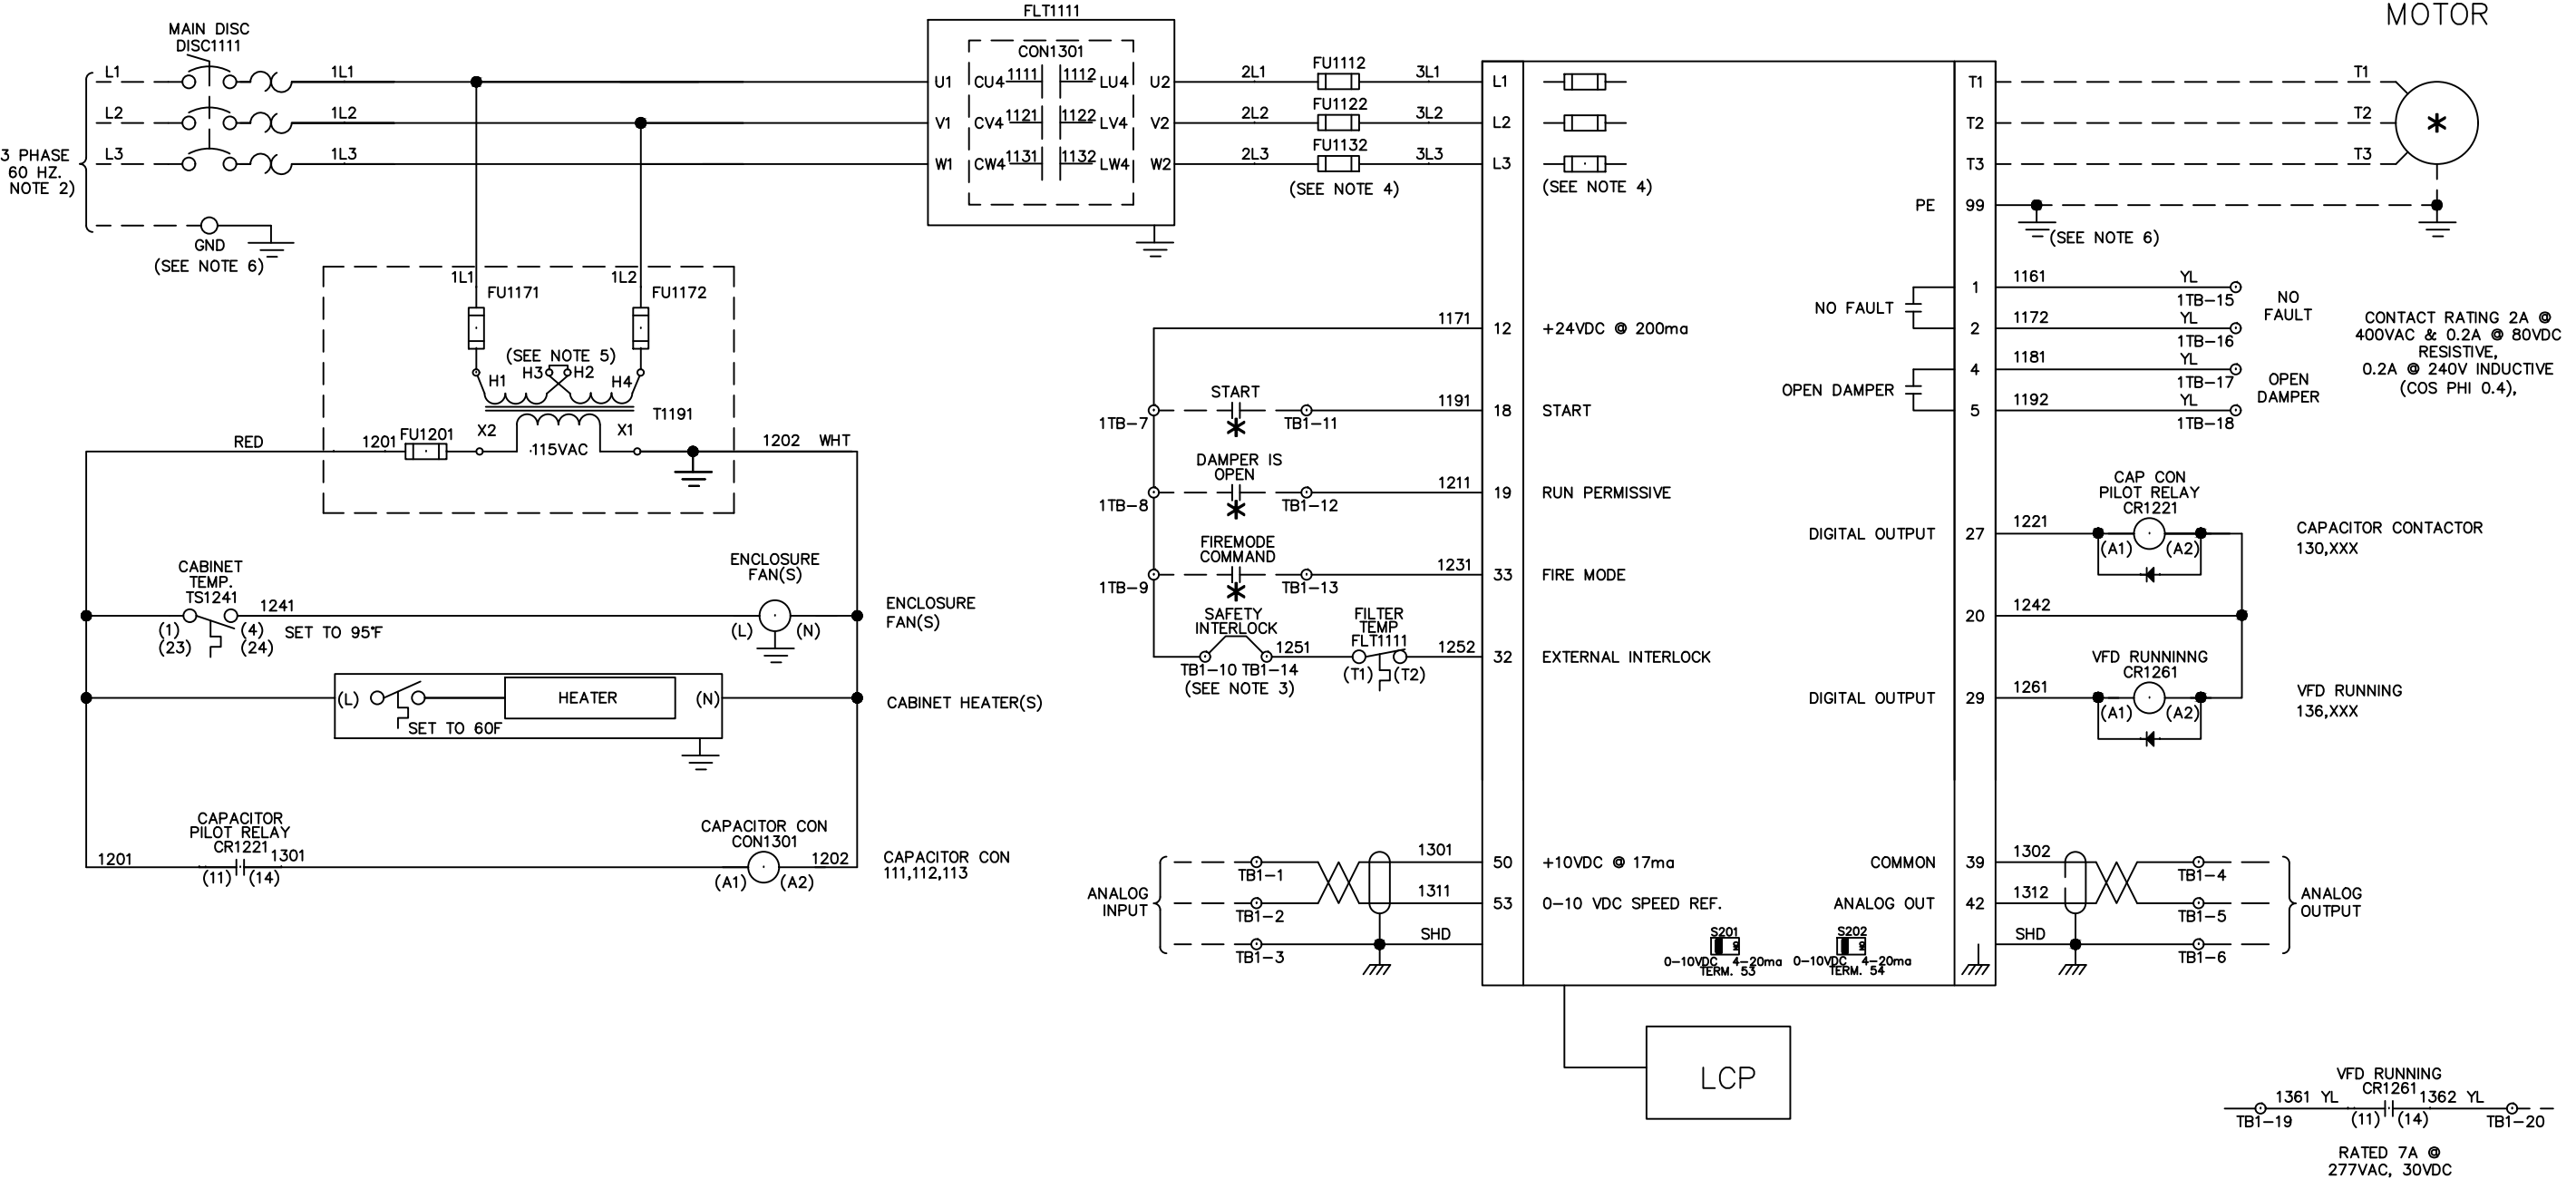 MOTOR
FLT1111
MAIN DISC
DISC1111
CON1301
L1
1L1
U1
CU4
1111
1112
LU4
U2
2L1
FU1112
3L1
L1
T1
T1
L2
1L2
V1
CV4
1121
1122
LV4
V2
2L2
FU1122
3L2
L2
T2
T2
L3
1L3
W1
CW4
1131
1132
LW4
W2
2L3
FU1132
3L3
L3
T3
T3
3 PHASE
60 HZ.
NOTE 2)
(SEE NOTE 4)
(SEE NOTE 4)
PE
99
(SEE NOTE 6)
GND
(SEE NOTE 6)
1L1
1L2
FU1171
FU1172
(SEE NOTE 5)
H1
H3
H2
H4
T1191
X2
X1
115VAC
RED
1201
FU1201
1202
WHT
CABINET
TEMP.
TS1241
1241
(1)
(23)
(4)
(24)
SET TO 95°F
ENCLOSURE
FAN(S)
(L)
(N)
ENCLOSURE
FAN(S)
(L)
HEATER
(N)
SET TO 60F
CABINET HEATER(S)
CAPACITOR
PILOT RELAY
CR1221
1201
1301
(11)
(14)
CAPACITOR CON
CON1301
1202
(A1)
(A2)
CAPACITOR CON
111,112,113
1171
12
+24VDC @ 200ma
START
1TB-7
TB1-11
1191
18
START
DAMPER IS
OPEN
1TB-8
TB1-12
1211
19
RUN PERMISSIVE
FIREMODE
COMMAND
1TB-9
TB1-13
1231
33
FIRE MODE
SAFETY
INTERLOCK
FILTER
TEMP
FLT1111
1251
1252
32
EXTERNAL INTERLOCK
TB1-10
TB1-14
(T1)
(T2)
(SEE NOTE 3)
NO FAULT
1
1161
YL
1TB-15
2
1172
YL
1TB-16
NO
FAULT
OPEN DAMPER
4
1181
YL
1TB-17
5
1192
YL
1TB-18
OPEN
DAMPER
CONTACT RATING 2A @
400VAC & 0.2A @ 80VDC
RESISTIVE,
0.2A @ 240V INDUCTIVE
(COS PHI 0.4),
CAP CON
PILOT RELAY
CR1221
DIGITAL OUTPUT
27
1221
(A1)
(A2)
CAPACITOR CONTACTOR
130,XXX
20
1242
VFD RUNNINNG
CR1261
DIGITAL OUTPUT
29
1261
(A1)
(A2)
VFD RUNNING
136,XXX
ANALOG
INPUT
TB1-1
1301
50
+10VDC @ 17ma
TB1-2
1311
53
0-10 VDC SPEED REF.
TB1-3
SHD
COMMON
39
1302
TB1-4
ANALOG OUT
42
1312
TB1-5
SHD
TB1-6
ANALOG
OUTPUT
S201
0-10VDC 4-20ma
TERM. 53
S202
0-10VDC 4-20ma
TERM. 54
LCP
VFD RUNNING
CR1261
1361 YL
1362 YL
TB1-19
(11)
(14)
TB1-20
RATED 7A @
277VAC, 30VDC